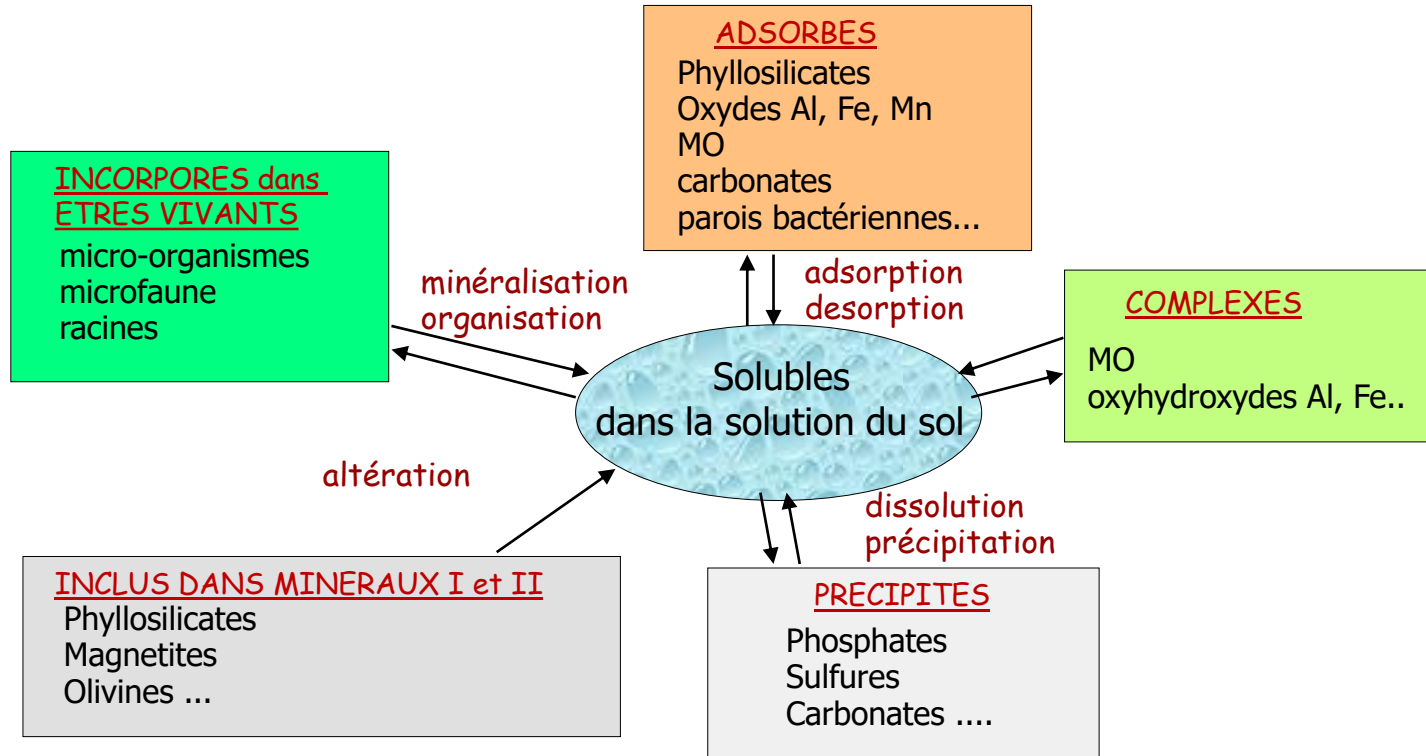 ADSORBES
Phyllosilicates
Oxydes Al, Fe, Mn
MO
carbonates
parois bactériennes...
INCORPORES dans
ETRES VIVANTS
micro-organismes
microfaune
racines
minéralisation
organisation
adsorption
desorption
COMPLEXES
MO
oxyhydroxydes Al, Fe..
Solubles
dans la solution du sol
altération
dissolution
précipitation
INCLUS DANS MINERAUX I et II
Phyllosilicates
Magnetites
Olivines ...
PRECIPITES
Phosphates
Sulfures
Carbonates ....